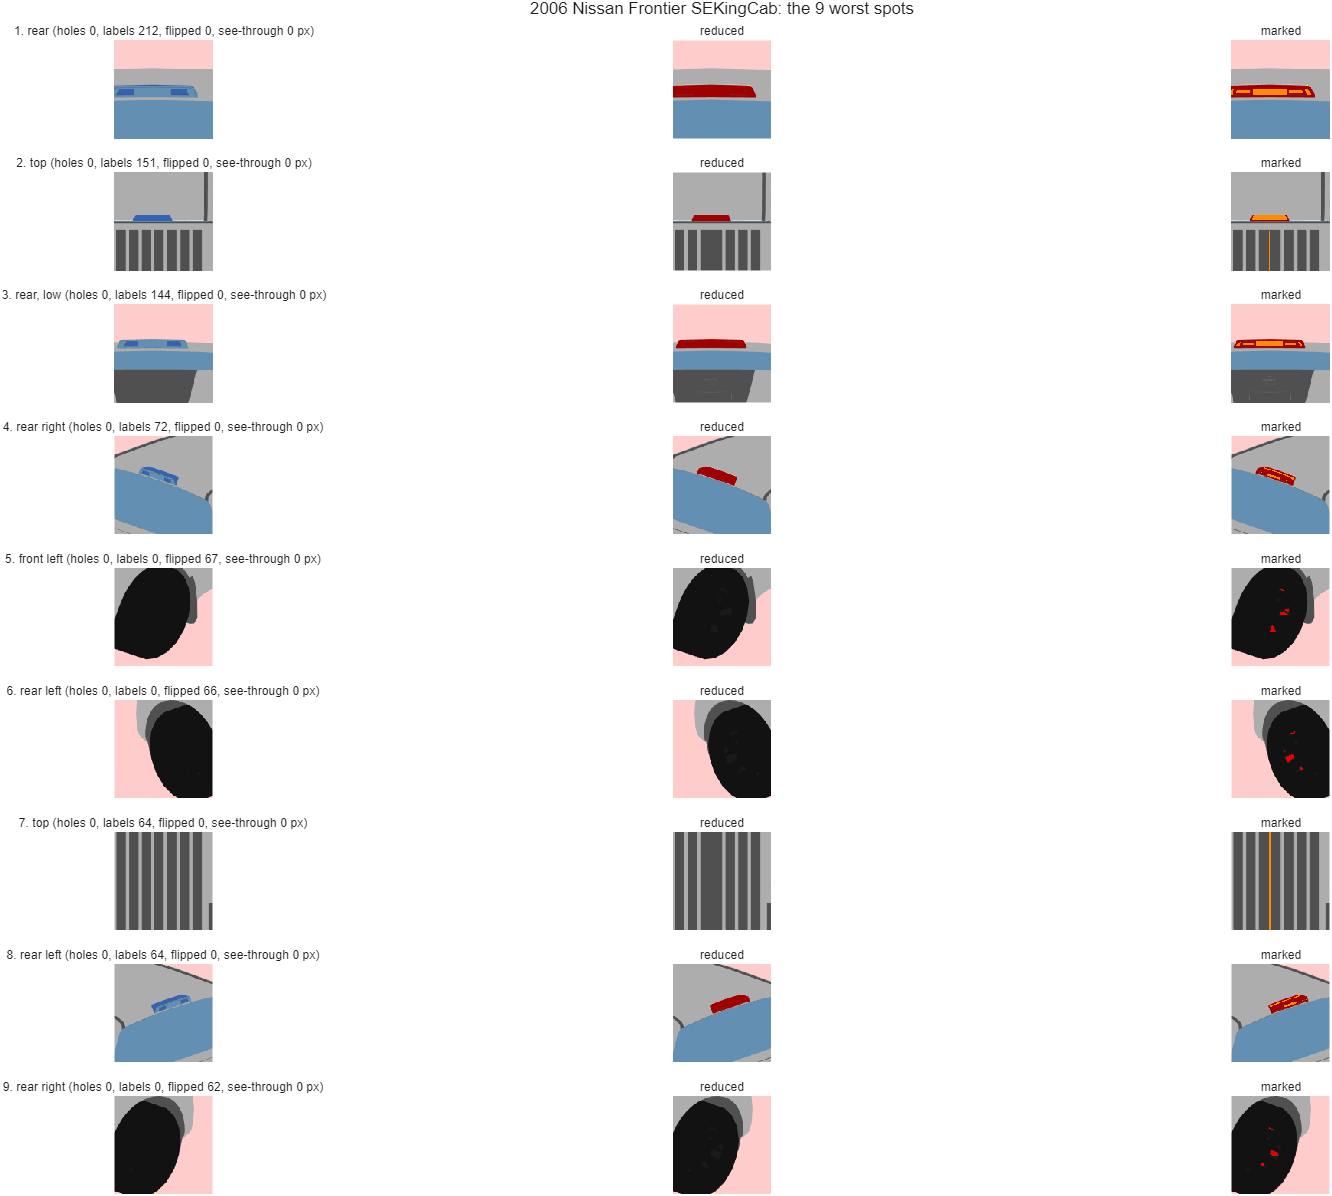 2006 Nissan Frontier SEKingCab: the 9 worst spots
1. rear (holes 0, labels 212, flipped 0, see-through 0 px)
reduced
marked
2. top (holes 0, labels 151, flipped 0, see-through 0 px)
reduced
marked
3. rear, low (holes 0, labels 144, flipped 0, see-through 0 px)
reduced
marked
4. rear right (holes 0, labels 72, flipped 0, see-through 0 px)
reduced
marked
5. front left (holes 0, labels 0, flipped 67, see-through 0 px)
reduced
marked
6. rear left (holes 0, labels 0, flipped 66, see-through 0 px)
reduced
marked
7. top (holes 0, labels 64, flipped 0, see-through 0 px)
reduced
marked
8. rear left (holes 0, labels 64, flipped 0, see-through 0 px)
reduced
marked
9. rear right (holes 0, labels 0, flipped 62, see-through 0 px)
reduced
marked